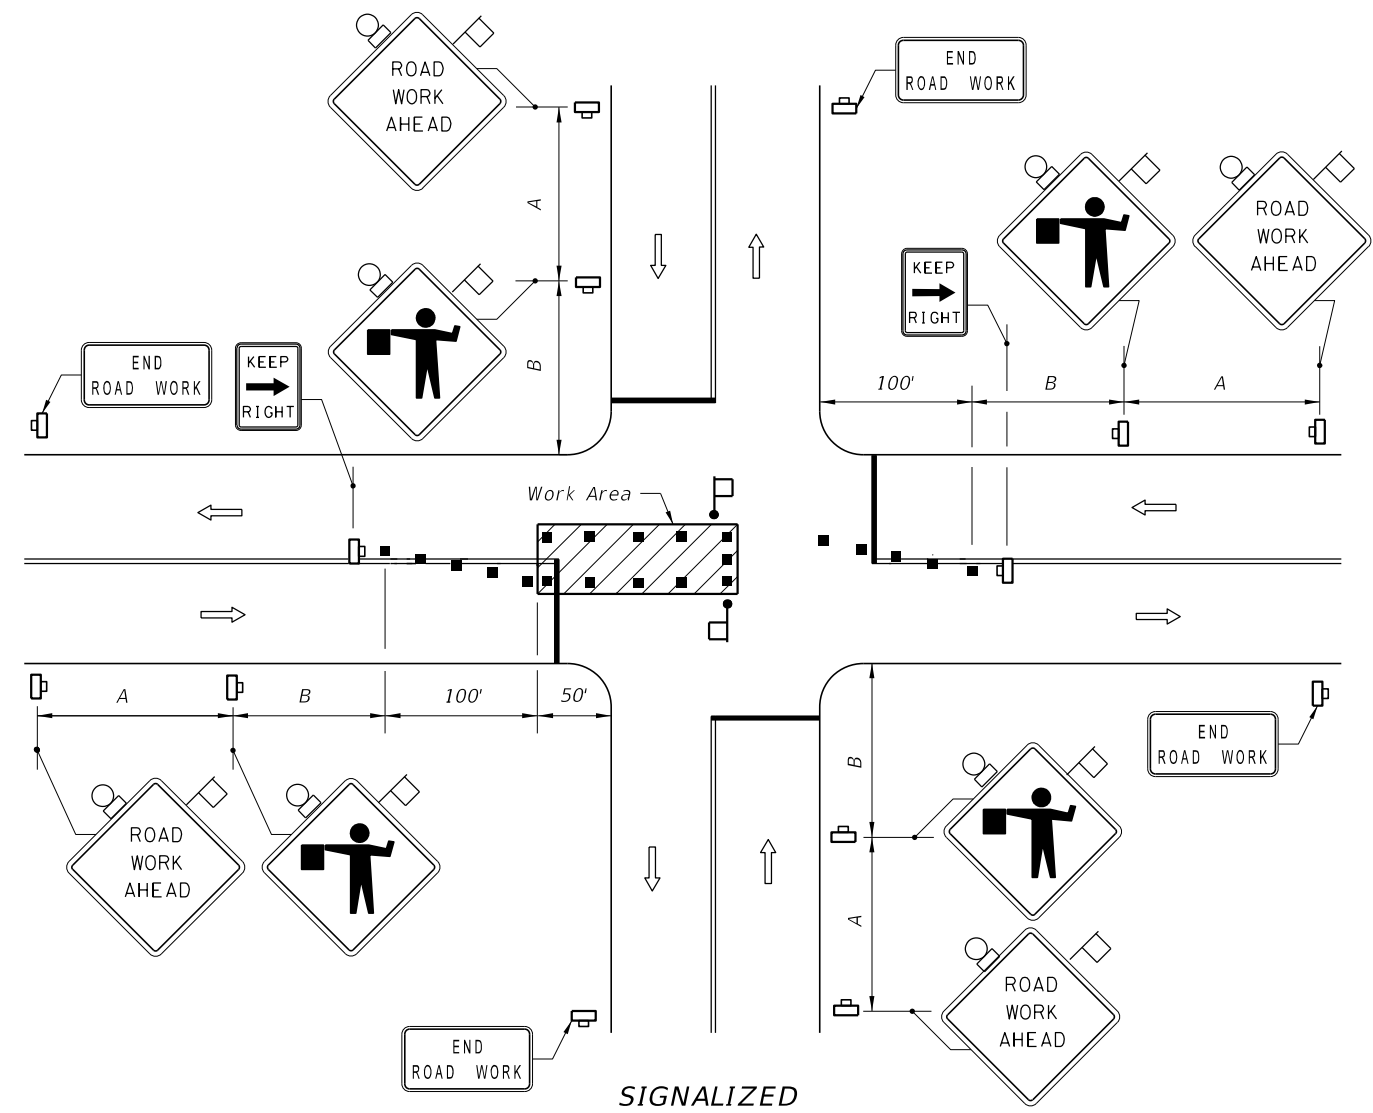 ROAD
WORK
AHEAD
END
ROAD WORK
A
B
END
ROAD WORK
KEEP
RIGHT
KEEP
RIGHT
ROAD
WORK
AHEAD
100'
B
A
Work Area
A
B
100'
50'
ROAD
WORK
AHEAD
B
A
END
ROAD WORK
ROAD
WORK
AHEAD
END
ROAD WORK
SIGNALIZED